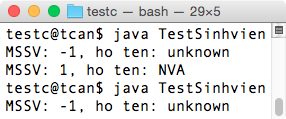 testc — bash — 29×5
testc@tcan$ java TestSinhvien
MSSV: -1, ho ten: unknown
MSSV: 1, ho ten: NVA
testc@tcan$ java TestSinhvien
MSSV: -1, ho ten: unknown